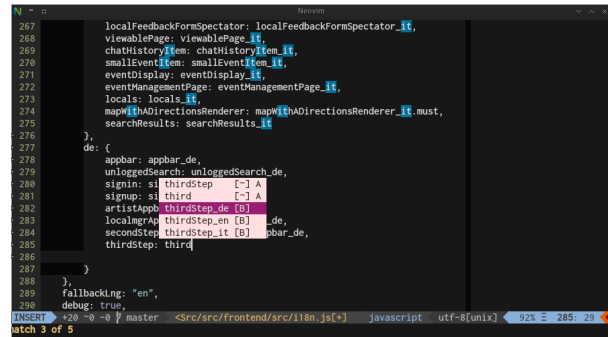 Neovim
267 localFeedbackFormSpectator: localFeedbackFormSpectator_it,
268 viewablePage: viewablePage_it,
269 chatHistoryItem: chatHistoryItem_it,
270 smallEventItem: smallEventItem_it,
271 eventDisplay: eventDisplay_it,
272 eventManagementPage: eventManagementPage_it,
273 locals: locals_it,
274 mapWithADirectionsRenderer: mapWithADirectionsRenderer_it.must,
275 searchResults: searchResults_it
276 },
277 de: {
278 appbar: appbar_de,
279 unloggedSearch: unloggedSearch_de,
280 signin: si thirdStep [~] A
281 signup: si third [~] A
282 artistAppb thirdStep_de [B]
283 localmgrAp thirdStep_en [B] _de,
284 secondStep thirdStep_it [B] pbar_de,
285 thirdStep: third
286
287 }
288 },
289 fallbackLng: "en",
290 debug: true,
INSERT +20 ~0 -0 master <Src/src/frontend/src/i18n.js[+] javascript utf-8[unix] 92% 285: 29
match 3 of 5